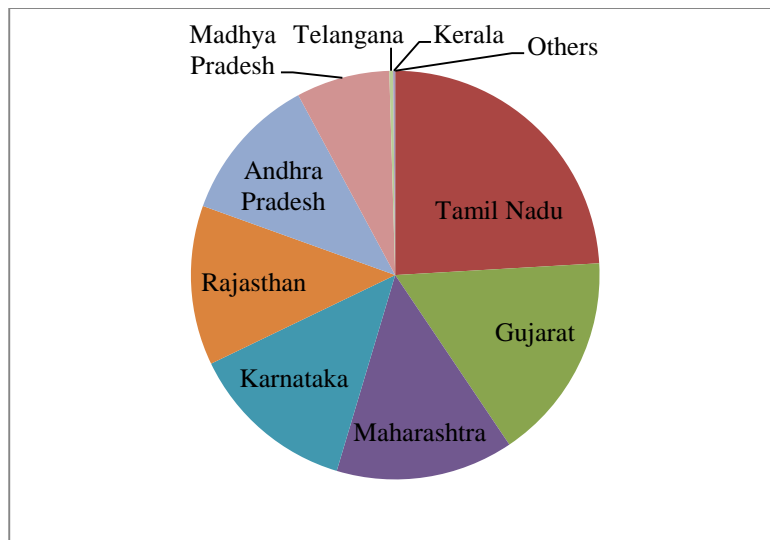 Madhya
Pradesh
Telangana
Kerala
Others
Tamil Nadu
Gujarat
Maharashtra
Karnataka
Rajasthan
Andhra
Pradesh